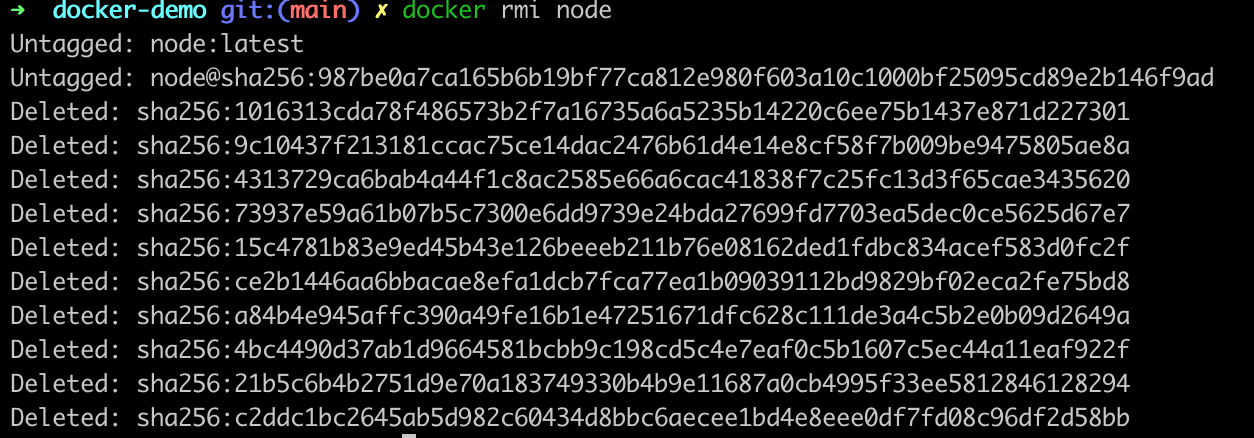 ➜ docker-demo git:(main) ✗ docker rmi node
Untagged: node:latest
Untagged: node@sha256:987be0a7ca165b6b19bf77ca812e980f603a10c1000bf25095cd89e2b146f9ad
Deleted: sha256:1016313cda78f486573b2f7a16735a6a5235b14220c6ee75b1437e871d227301
Deleted: sha256:9c10437f213181ccac75ce14dac2476b61d4e14e8cf58f7b009be9475805ae8a
Deleted: sha256:4313729ca6bab4a44f1c8ac2585e66a6cac41838f7c25fc13d3f65cae3435620
Deleted: sha256:73937e59a61b07b5c7300e6dd9739e24bda27699fd7703ea5dec0ce5625d67e7
Deleted: sha256:15c4781b83e9ed45b43e126beeeb211b76e08162ded1fdbc834acef583d0fc2f
Deleted: sha256:ce2b1446aa6bbacae8efa1dcb7fca77ea1b09039112bd9829bf02eca2fe75bd8
Deleted: sha256:a84b4e945affc390a49fe16b1e47251671dfc628c111de3a4c5b2e0b09d2649a
Deleted: sha256:4bc4490d37ab1d9664581bcbb9c198cd5c4e7eaf0c5b1607c5ec44a11eaf922f
Deleted: sha256:21b5c6b4b2751d9e70a183749330b4b9e11687a0cb4995f33ee5812846128294
Deleted: sha256:c2ddc1bc2645ab5d982c60434d8bbc6aecee1bd4e8eee0df7fd08c96df2d58bb